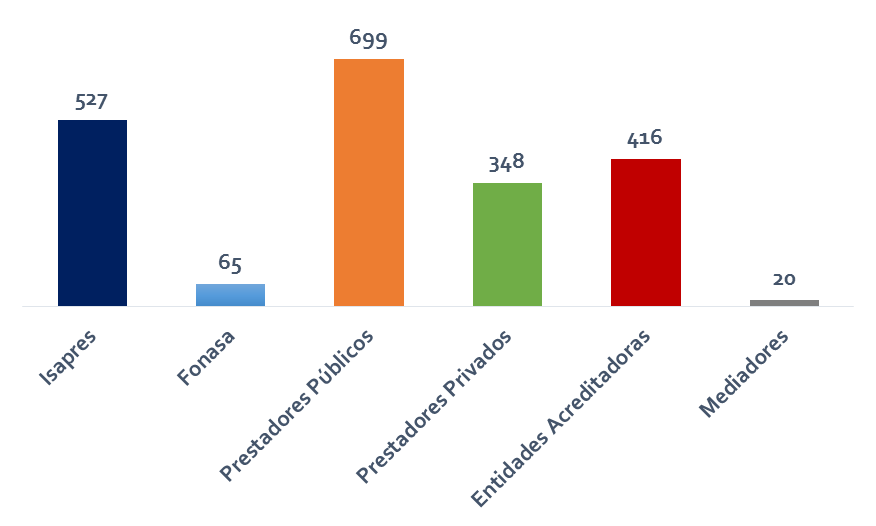 527
65
699
348
416
20
Isapres
Fonasa
Prestadores Públicos
Prestadores Privados
Entidades Acreditadoras
Mediadores